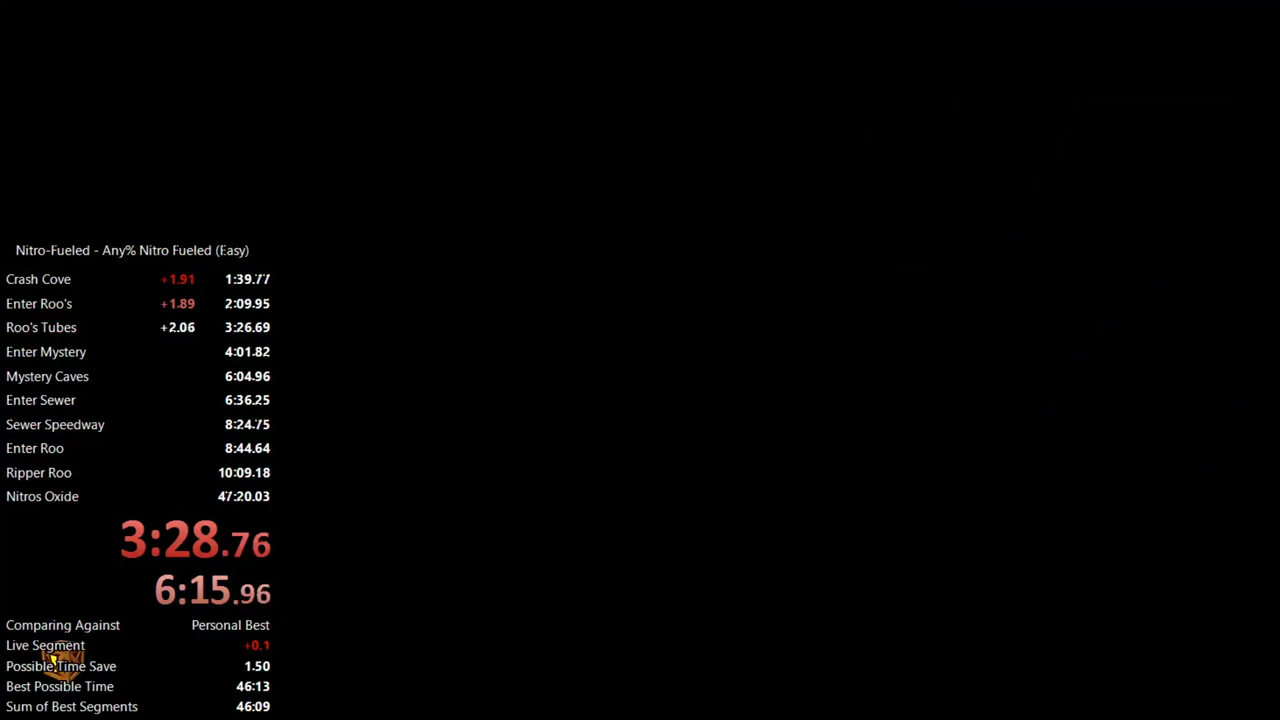 Nitro-Fueled - Any% Nitro Fueled (Easy)
Crash Cove +1.91 1:39.77
Enter Roo's +1.89 2:09.95
Roo's Tubes +2.06 3:26.69
Enter Mystery 4:01.82
Mystery Caves 6:04.96
Enter Sewer 6:36.25
Sewer Speedway 8:24.75
Enter Roo 8:44.64
Ripper Roo 10:09.18
Nitros Oxide 47:20.03
3:28.76
6:15.96
Comparing Against Personal Best
Live Segment +0.1
Possible Time Save 1.50
Best Possible Time 46:13
Sum of Best Segments 46:09